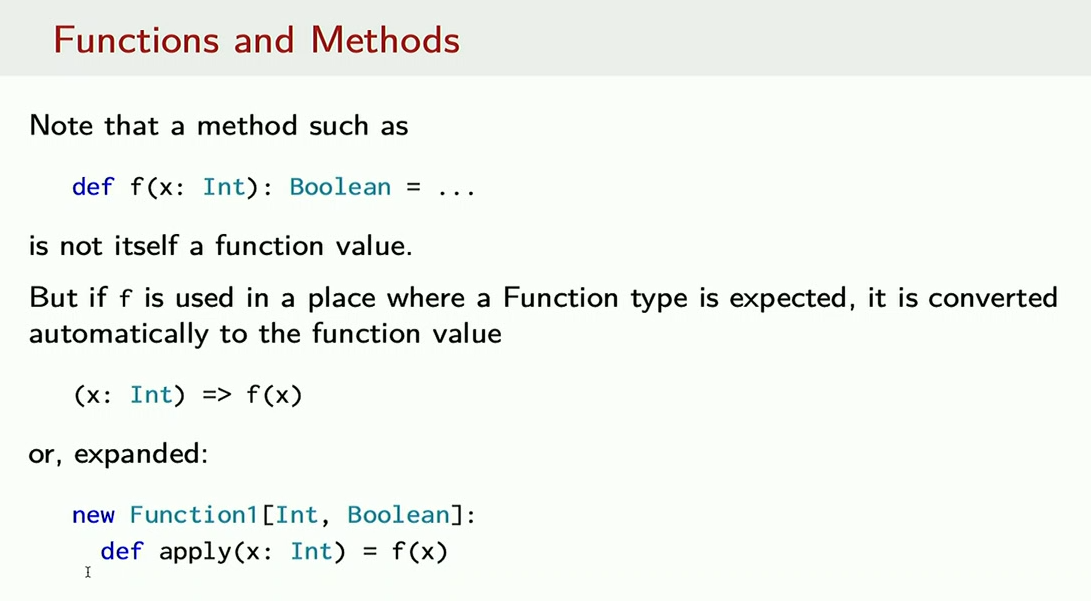 Functions and Methods
Note that a method such as
def f(x: Int): Boolean = ...
is not itself a function value.
But if f is used in a place where a Function type is expected, it is converted
automatically to the function value
(x: Int) => f(x)
or, expanded:
new Function1[Int, Boolean]:
def apply(x: Int) = f(x)